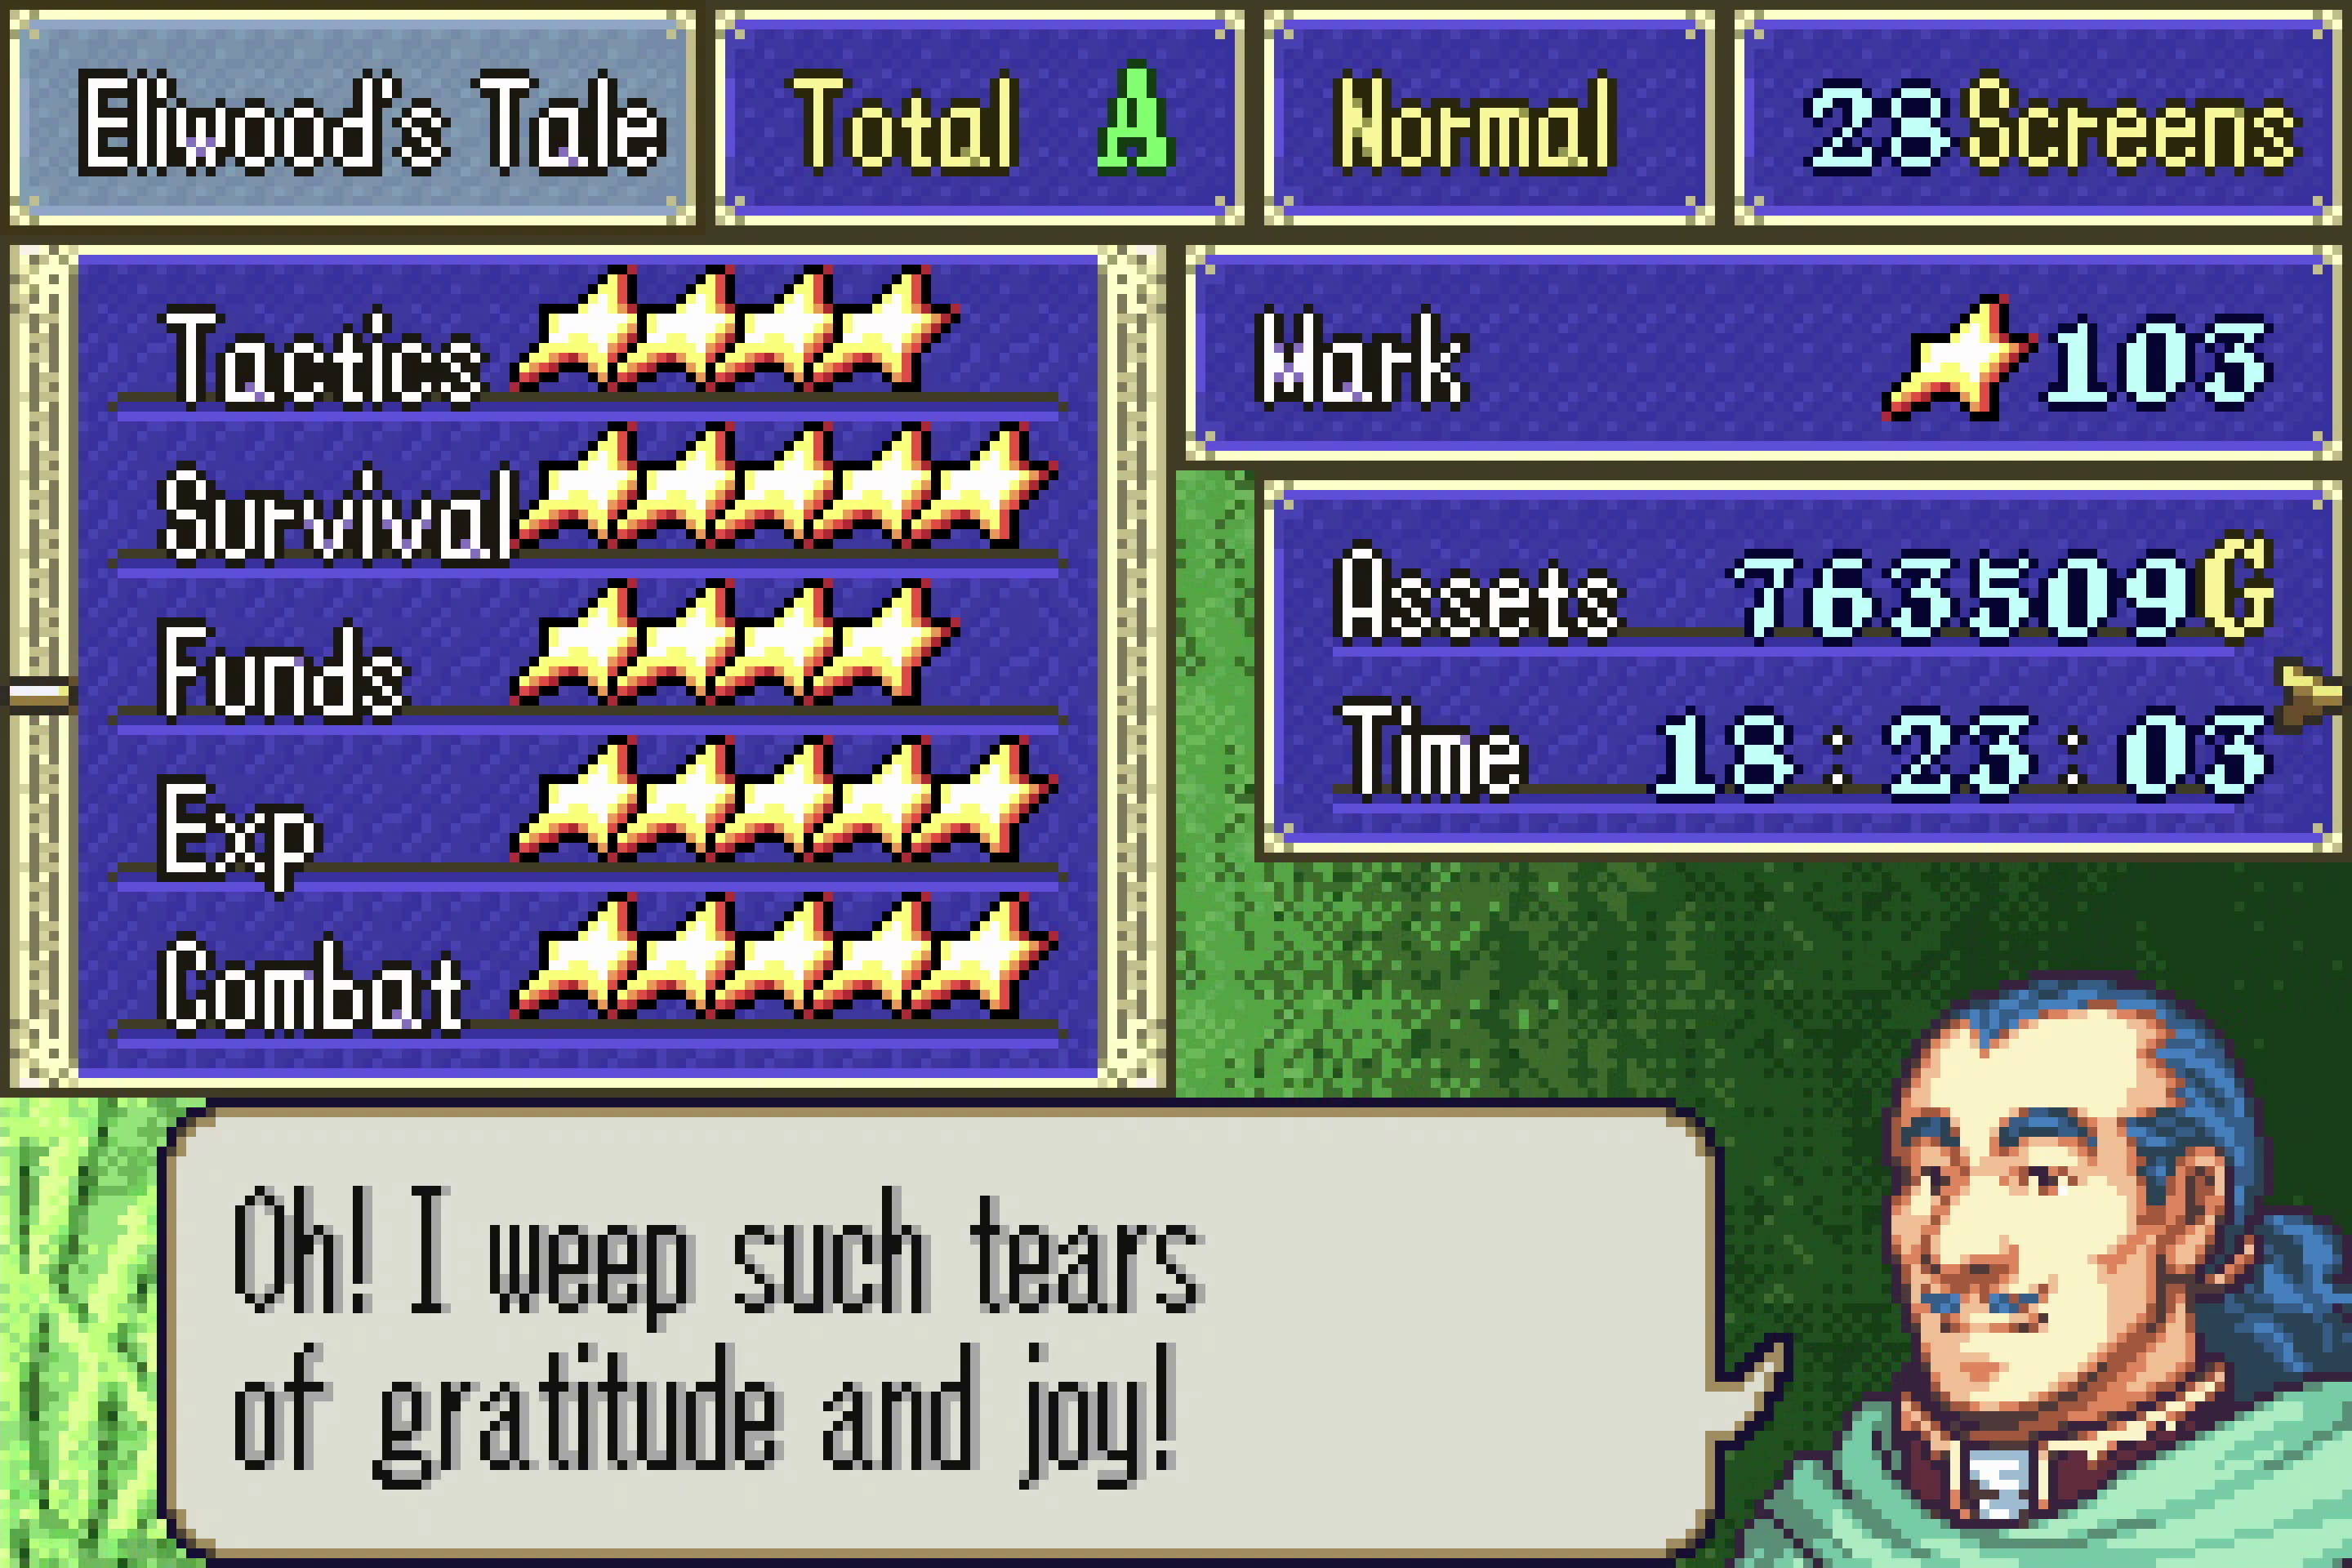 Eliwood's Tale
Total A
Normal
28 Screens
Tactics
Survival
Funds
Exp
Combat
Mark 103
Assets 763509G
Time 18:23:03
Oh! I weep such tears
of gratitude and joy!